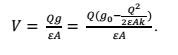 V = Qg/εA = Q(g₀−Q²/2εAk)/εA.